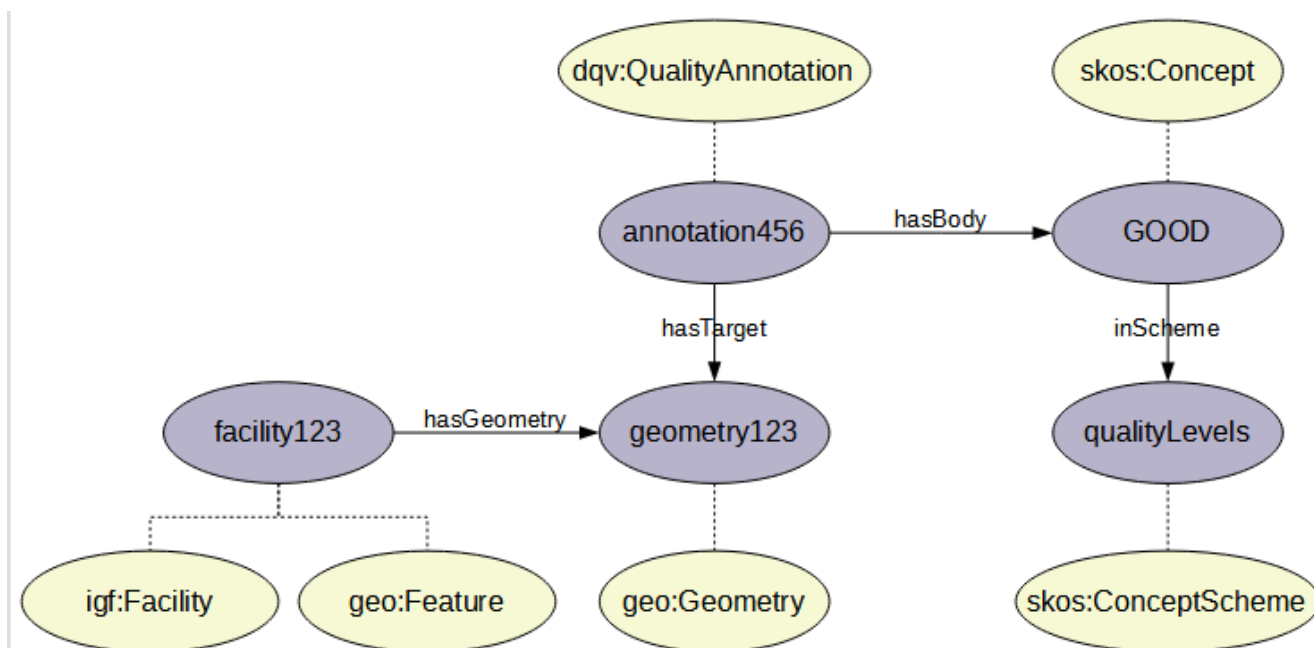 dqv:QualityAnnotation
skos:Concept
annotation456
hasBody
GOOD
hasTarget
inScheme
facility123
hasGeometry
geometry123
qualityLevels
igf:Facility
geo:Feature
geo:Geometry
skos:ConceptScheme